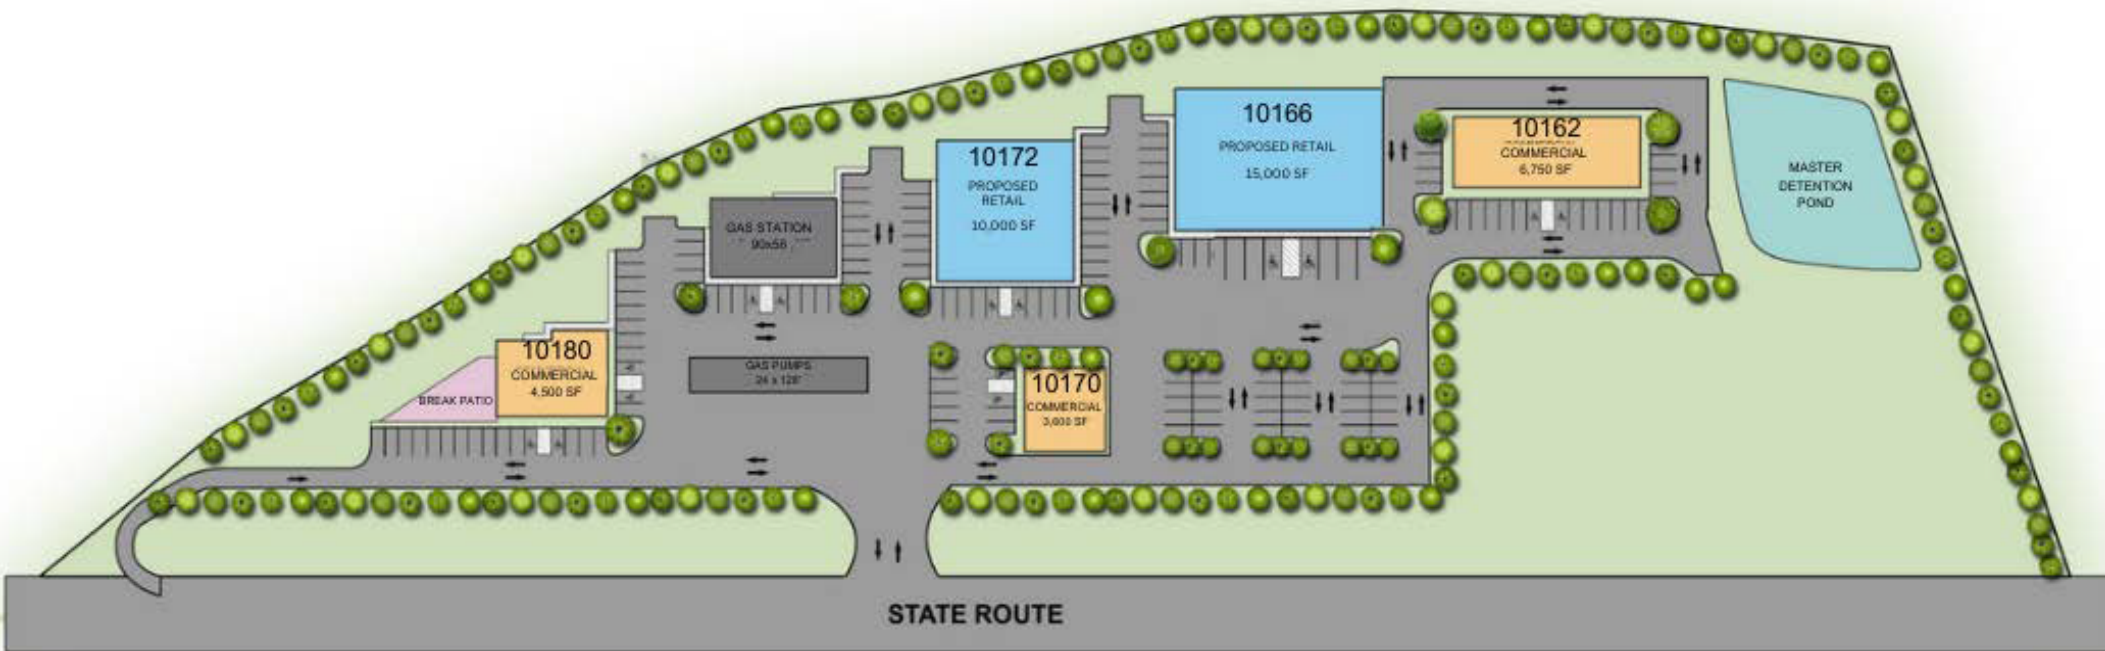 10166
PROPOSED RETAIL
15,000 SF
10162
COMMERCIAL
6,750 SF
10172
PROPOSED
RETAIL
10,000 SF
MASTER
DETENTION
POND
GAS STATION
90x56
10180
COMMERCIAL
4,500 SF
BREAK PATIO
GAS PUMPS
24 x 128'
10170
COMMERCIAL
3,600 SF
STATE ROUTE